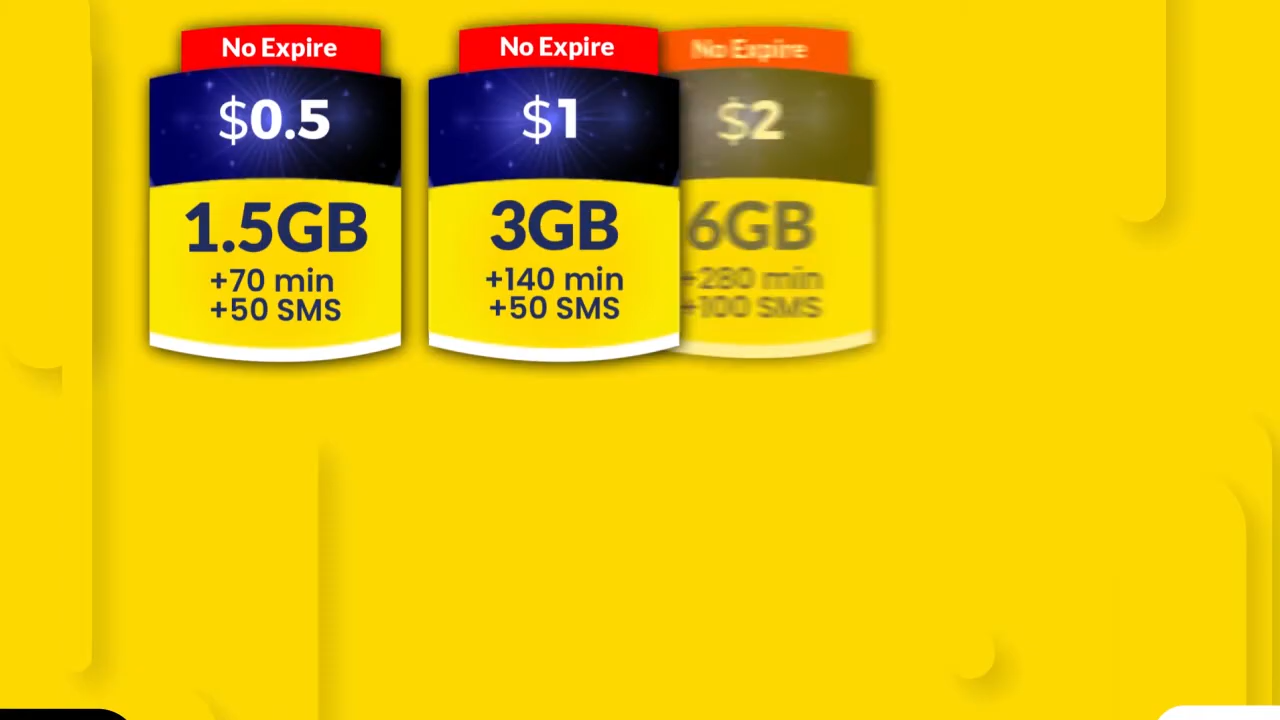 No Expire
$0.5
1.5GB
+70 min
+50 SMS
No Expire
$1
3GB
+140 min
+50 SMS
No Expire
$2
6GB
+280 min
+100 SMS